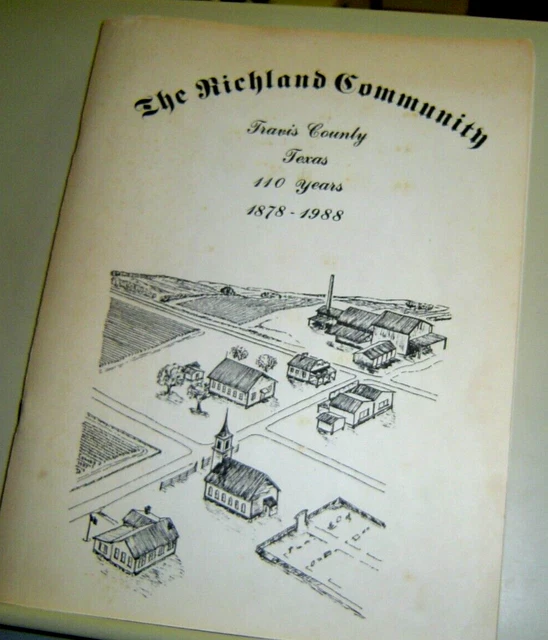 The Richland Community
Travis County
Texas
110 Years
1878 - 1988